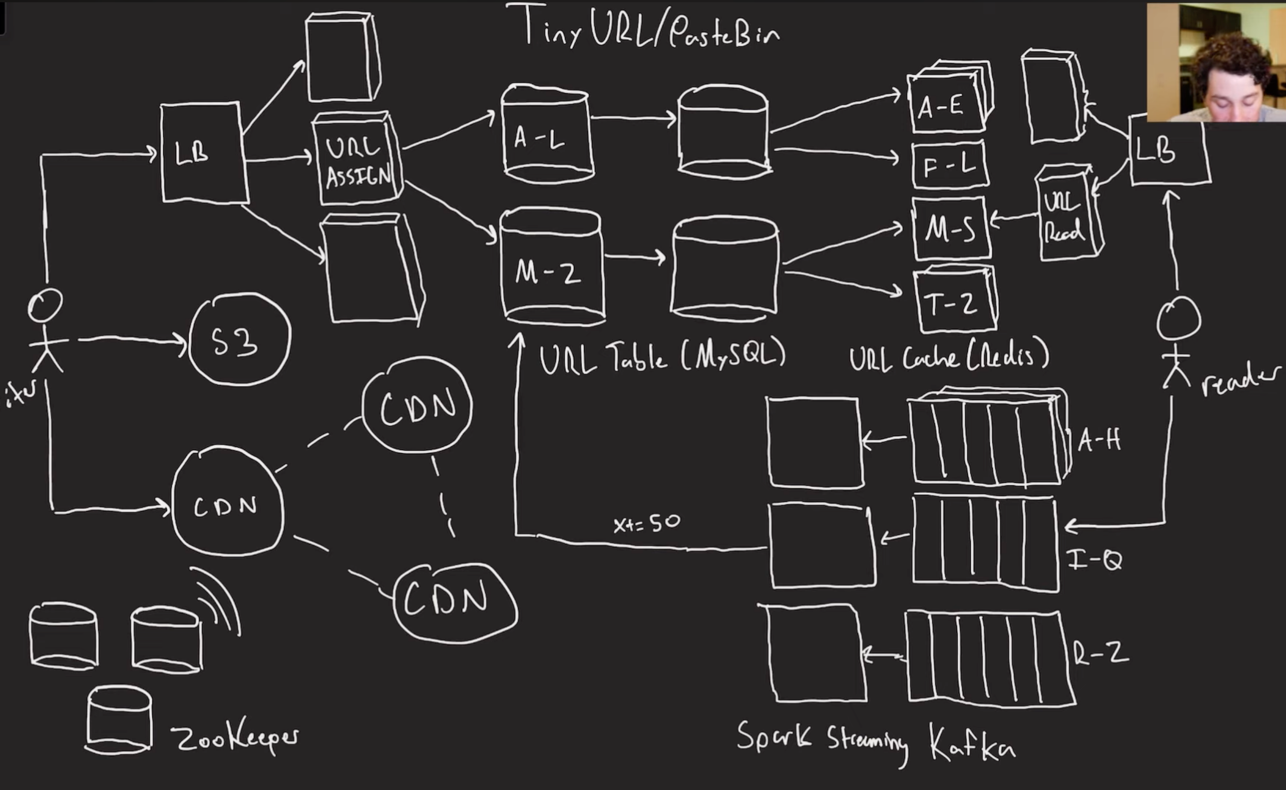 TinyURL/PasteBin
LB
URL
ASSIGN
A-L
M-Z
URL Table (MySQL)
A-E
F-L
M-S
T-Z
URL Cache (Redis)
URL
Read
LB
reader
iter
S3
CDN
CDN
CDN
x+=50
A-H
I-Q
R-Z
Spark Streaming Kafka
ZooKeeper